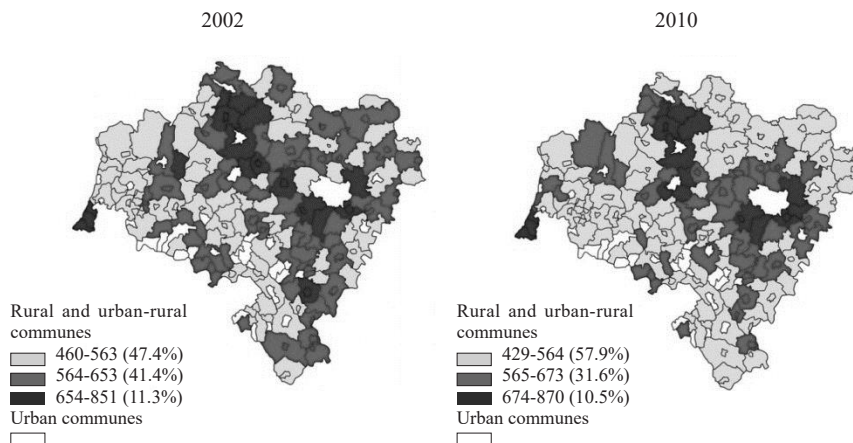 2002
2010
Rural and urban-rural
communes
460-563 (47.4%)
564-653 (41.4%)
654-851 (11.3%)
Urban communes
Rural and urban-rural
communes
429-564 (57.9%)
565-673 (31.6%)
674-870 (10.5%)
Urban communes